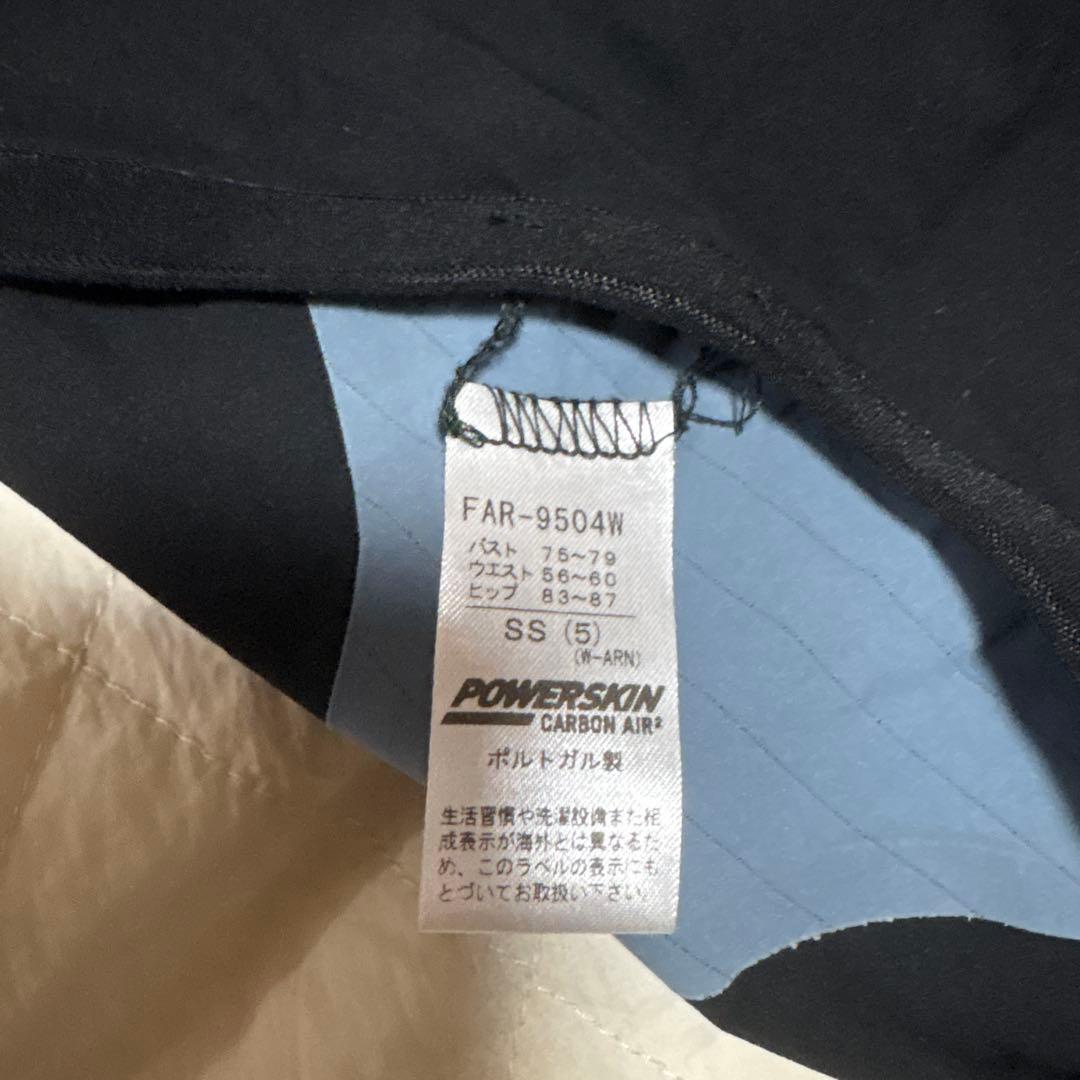 FAR-9504W
バスト 75~79
ウエスト 56~60
ヒップ 83~87
SS (5)
(W-ARN)
POWERSKIN
CARBON AIR²
ポルトガル製
生活習慣や洗濯設備また組
成表示が海外とは異なるた
め、このラベルの表示にも
とづいてお取扱い下さい。